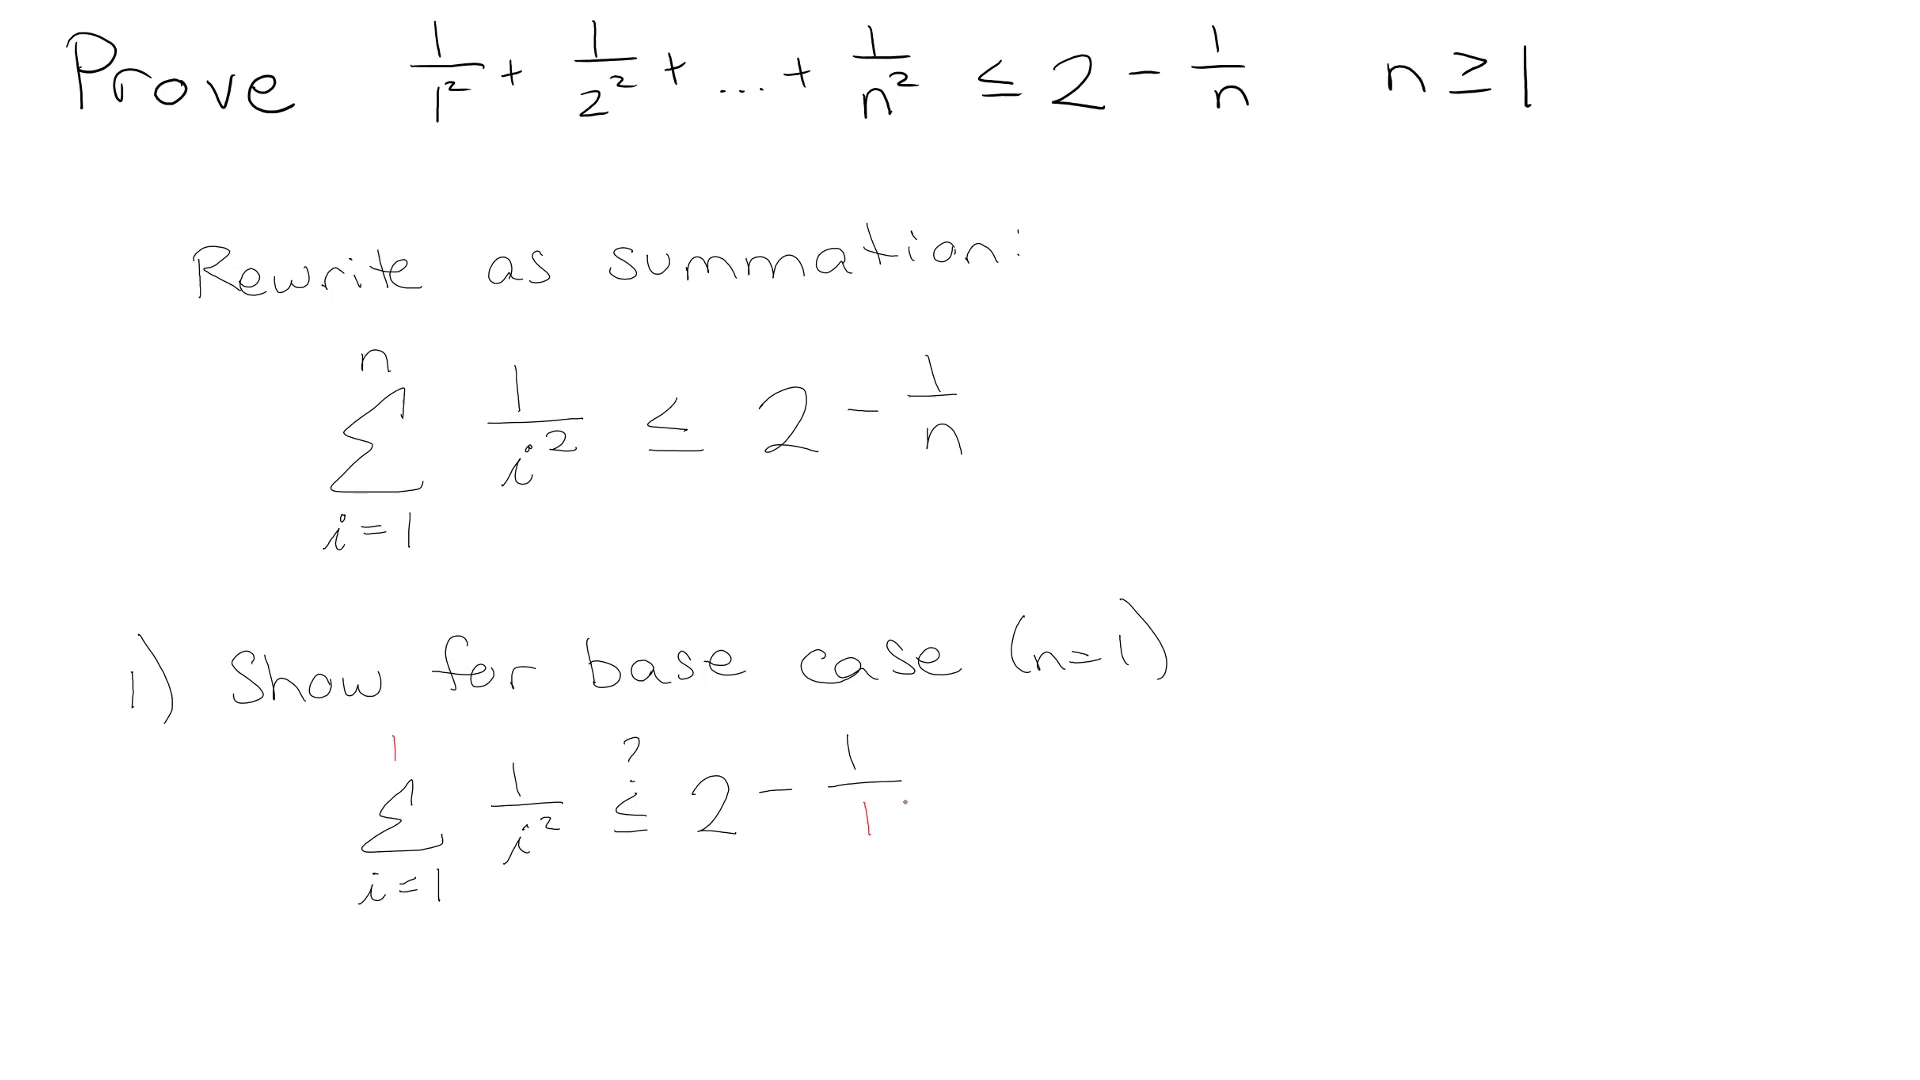 Prove 1/1² + 1/2² + ... + 1/n² ≤ 2 - 1/n n ≥ 1
Rewrite as summation:
n
∑ 1/i² ≤ 2 - 1/n
i = 1
1) Show for base case (n=1)
1 ?
∑ 1/i² ≤ 2 - 1/1
i = 1